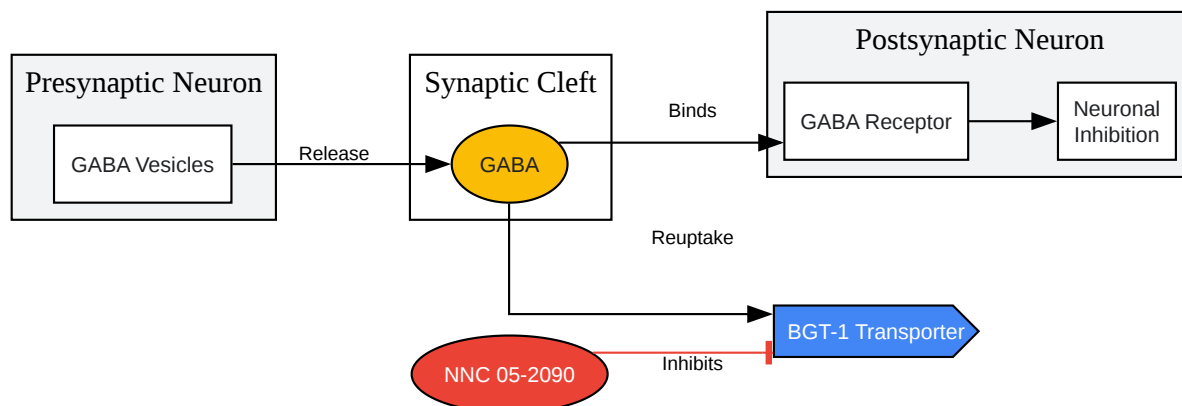 Presynaptic Neuron
GABA Vesicles
Release
Synaptic Cleft
GABA
Binds
Postsynaptic Neuron
GABA Receptor
Neuronal
Inhibition
Reuptake
BGT-1 Transporter
NNC 05-2090
Inhibits